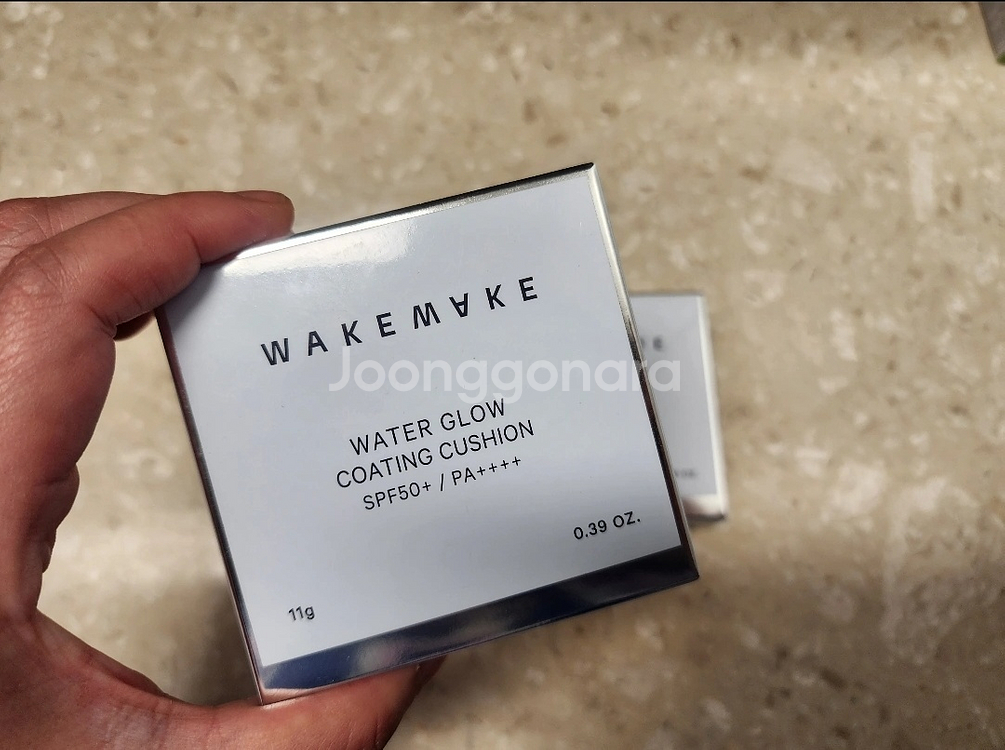 WAKEMAKE
Joonggonara
WATER GLOW
COATING CUSHION
SPF50+ / PA++++
0.39 OZ.
11g